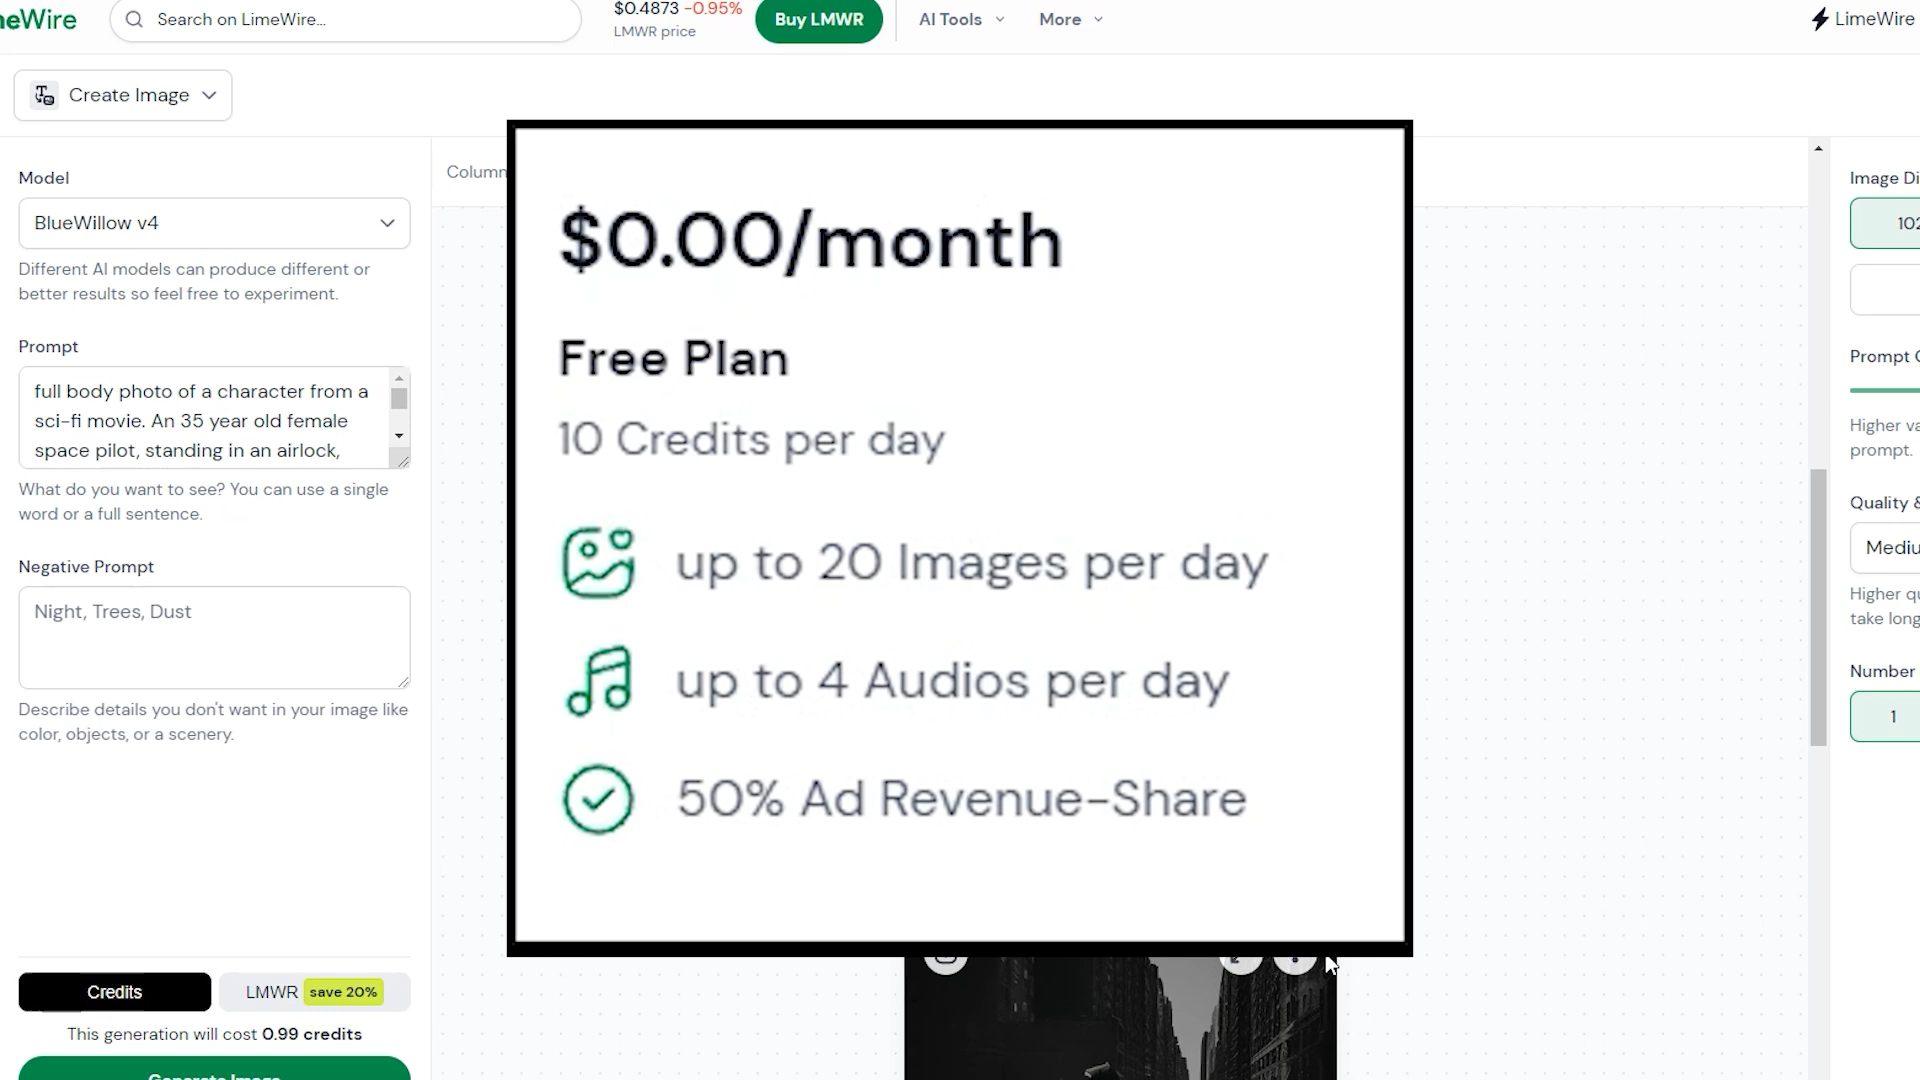 neWire
Search on LimeWire...
$0.4873 -0.95%
LMWR price
Buy LMWR
AI Tools
More
LimeWire
Create Image
Model
BlueWillow v4
Different AI models can produce different or
better results so feel free to experiment.
Prompt
full body photo of a character from a
sci-fi movie. An 35 year old female
space pilot, standing in an airlock,
What do you want to see? You can use a single
word or a full sentence.
Negative Prompt
Night, Trees, Dust
Describe details you don't want in your image like
color, objects, or a scenery.
Credits
LMWR save 20%
This generation will cost 0.99 credits
Generate Image
Column
$0.00/month
Free Plan
10 Credits per day
up to 20 Images per day
up to 4 Audios per day
50% Ad Revenue-Share
Image Di
102
Prompt
Higher va
prompt.
Quality &
Mediu
Higher qu
take long
Number
1